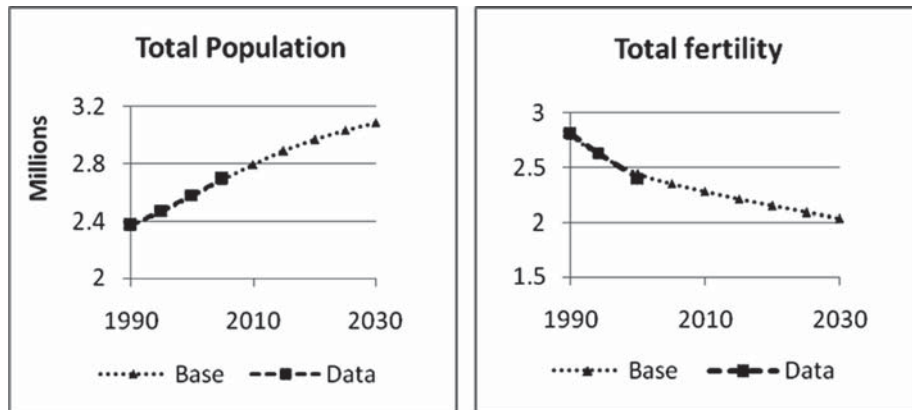 Total Population
Millions
3.2
2.8
2.4
2
1990 2010 2030
Base Data
Total fertility
3
2.5
2
1.5
1990 2010 2030
Base Data